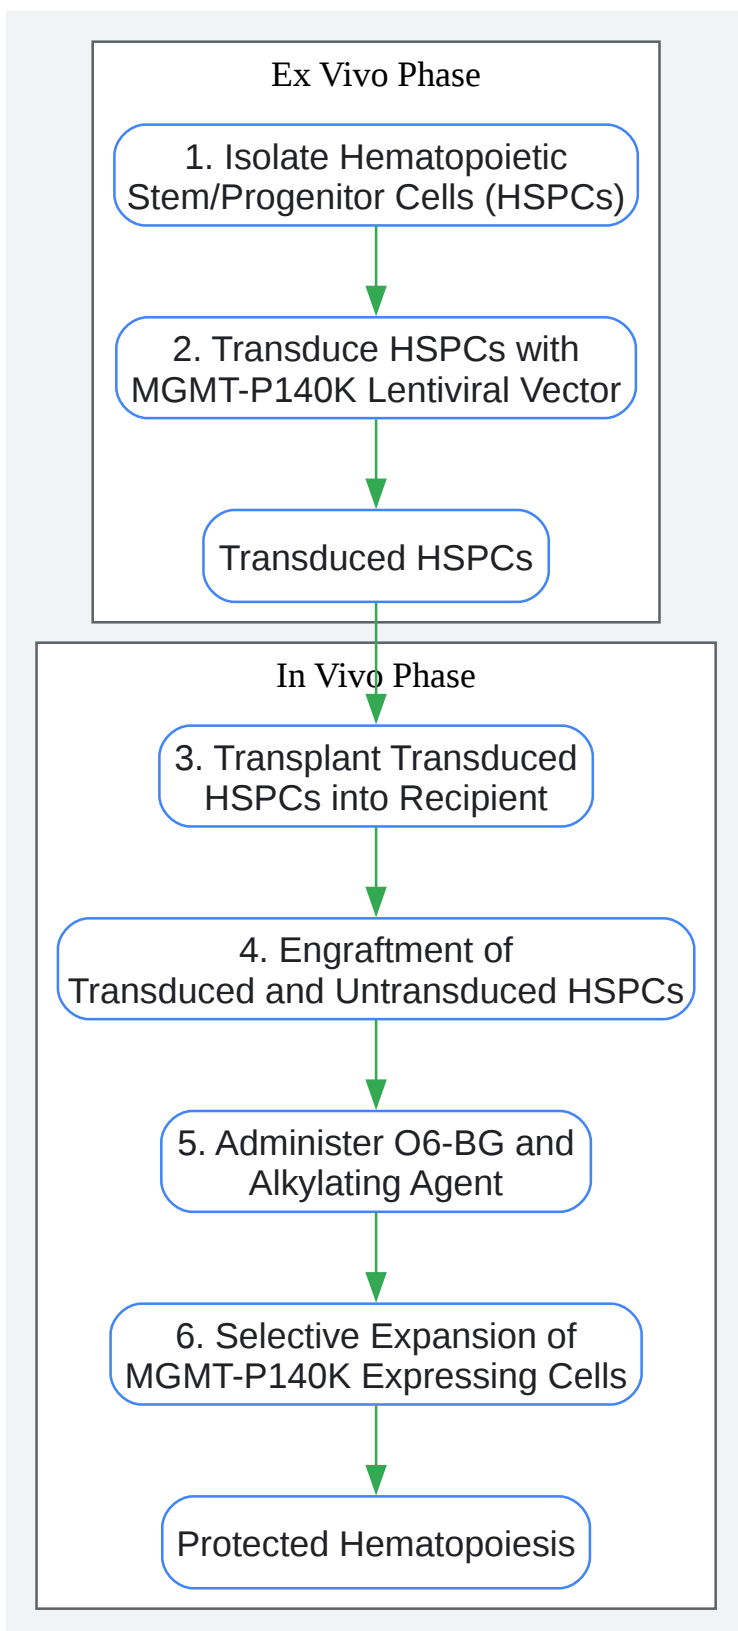 Ex Vivo Phase
1. Isolate Hematopoietic
Stem/Progenitor Cells (HSPCs)
2. Transduce HSPCs with
MGMT-P140K Lentiviral Vector
Transduced HSPCs
In Vivo Phase
3. Transplant Transduced
HSPCs into Recipient
4. Engraftment of
Transduced and Untransduced HSPCs
5. Administer O6-BG and
Alkylating Agent
6. Selective Expansion of
MGMT-P140K Expressing Cells
Protected Hematopoiesis